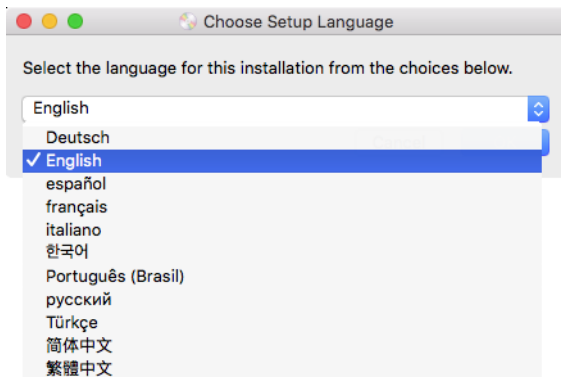 Choose Setup Language
Select the language for this installation from the choices below.
English
Deutsch
✓ English
español
français
italiano
한국어
Português (Brasil)
русский
Türkçe
简体中文
繁體中文